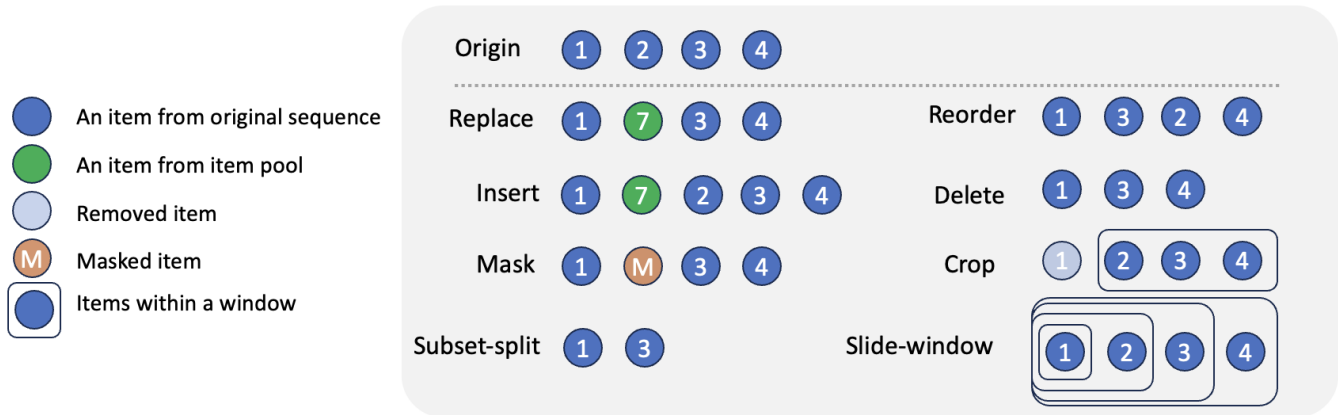 An item from original sequence
An item from item pool
Removed item
M Masked item
Items within a window
Origin 1 2 3 4
Replace 1 7 3 4
Insert 1 7 2 3 4
Mask 1 M 3 4
Subset-split 1 3
Reorder 1 3 2 4
Delete 1 3 4
Crop 1 2 3 4
Slide-window 1 2 3 4